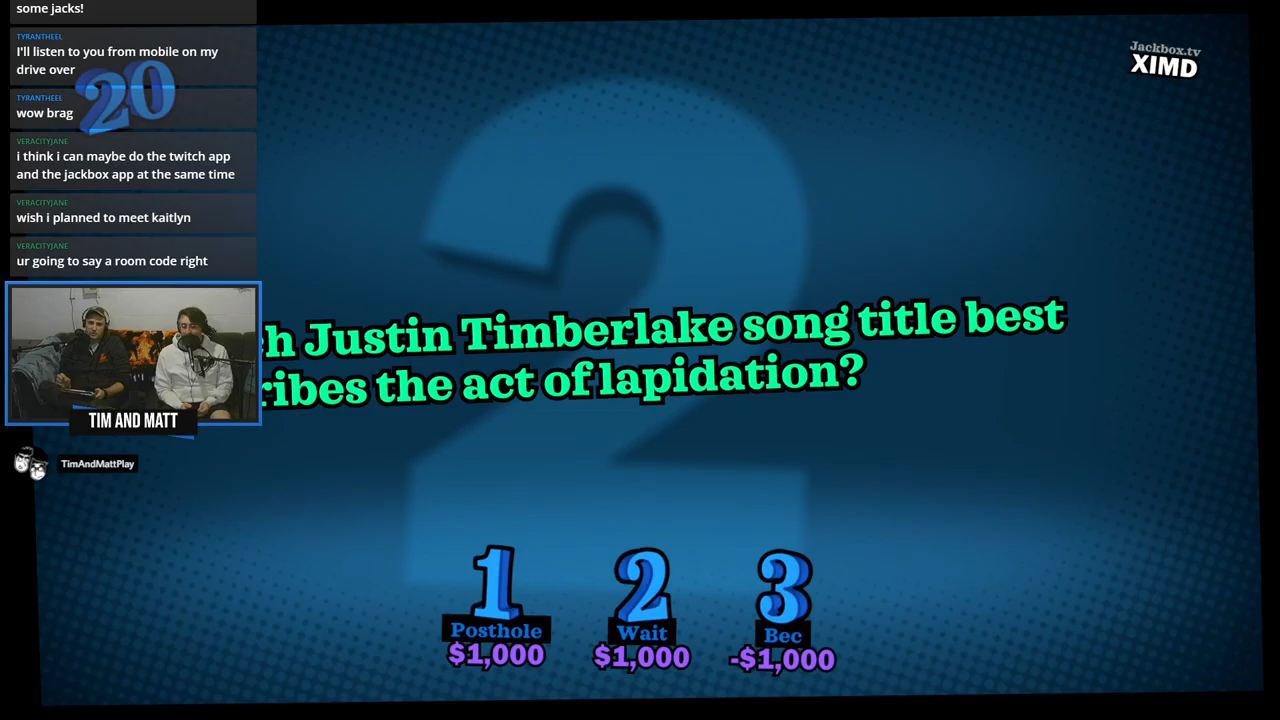 some jacks!
TYRANTHEEL
I'll listen to you from mobile on my
drive over
TYRANTHEEL
wow brag
20
VERACITYJANE
i think i can maybe do the twitch app
and the jackbox app at the same time
VERACITYJANE
wish i planned to meet kaitlyn
VERACITYJANE
ur going to say a room code right
TIM AND MATT
TimAndMattPlay
Jackbox.tv
XIMD
2
h Justin Timberlake song title best
ribes the act of lapidation?
1 2 3
Posthole Wait Bec
$1,000 $1,000 -$1,000